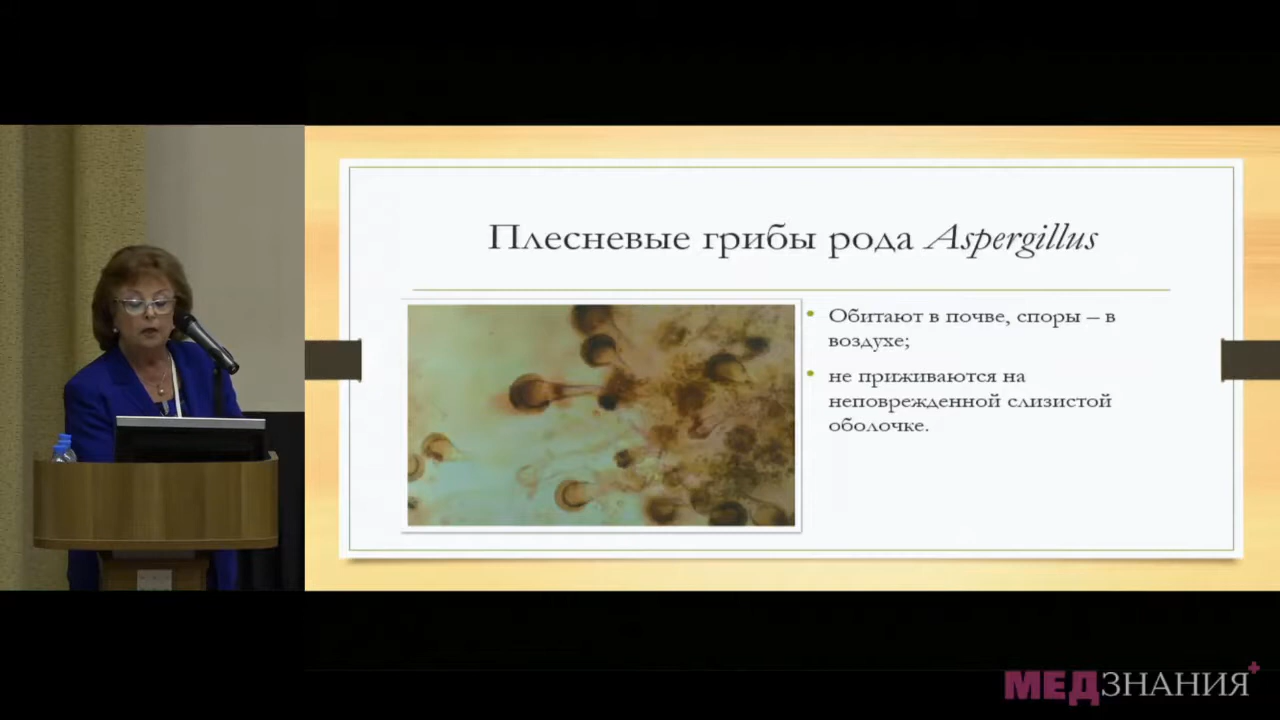 Плесневые грибы рода Aspergillus
• Обитают в почве, споры – в
воздухе;
• не приживаются на
неповрежденной слизистой
оболочке.
МЕДЗНАНИЯ+